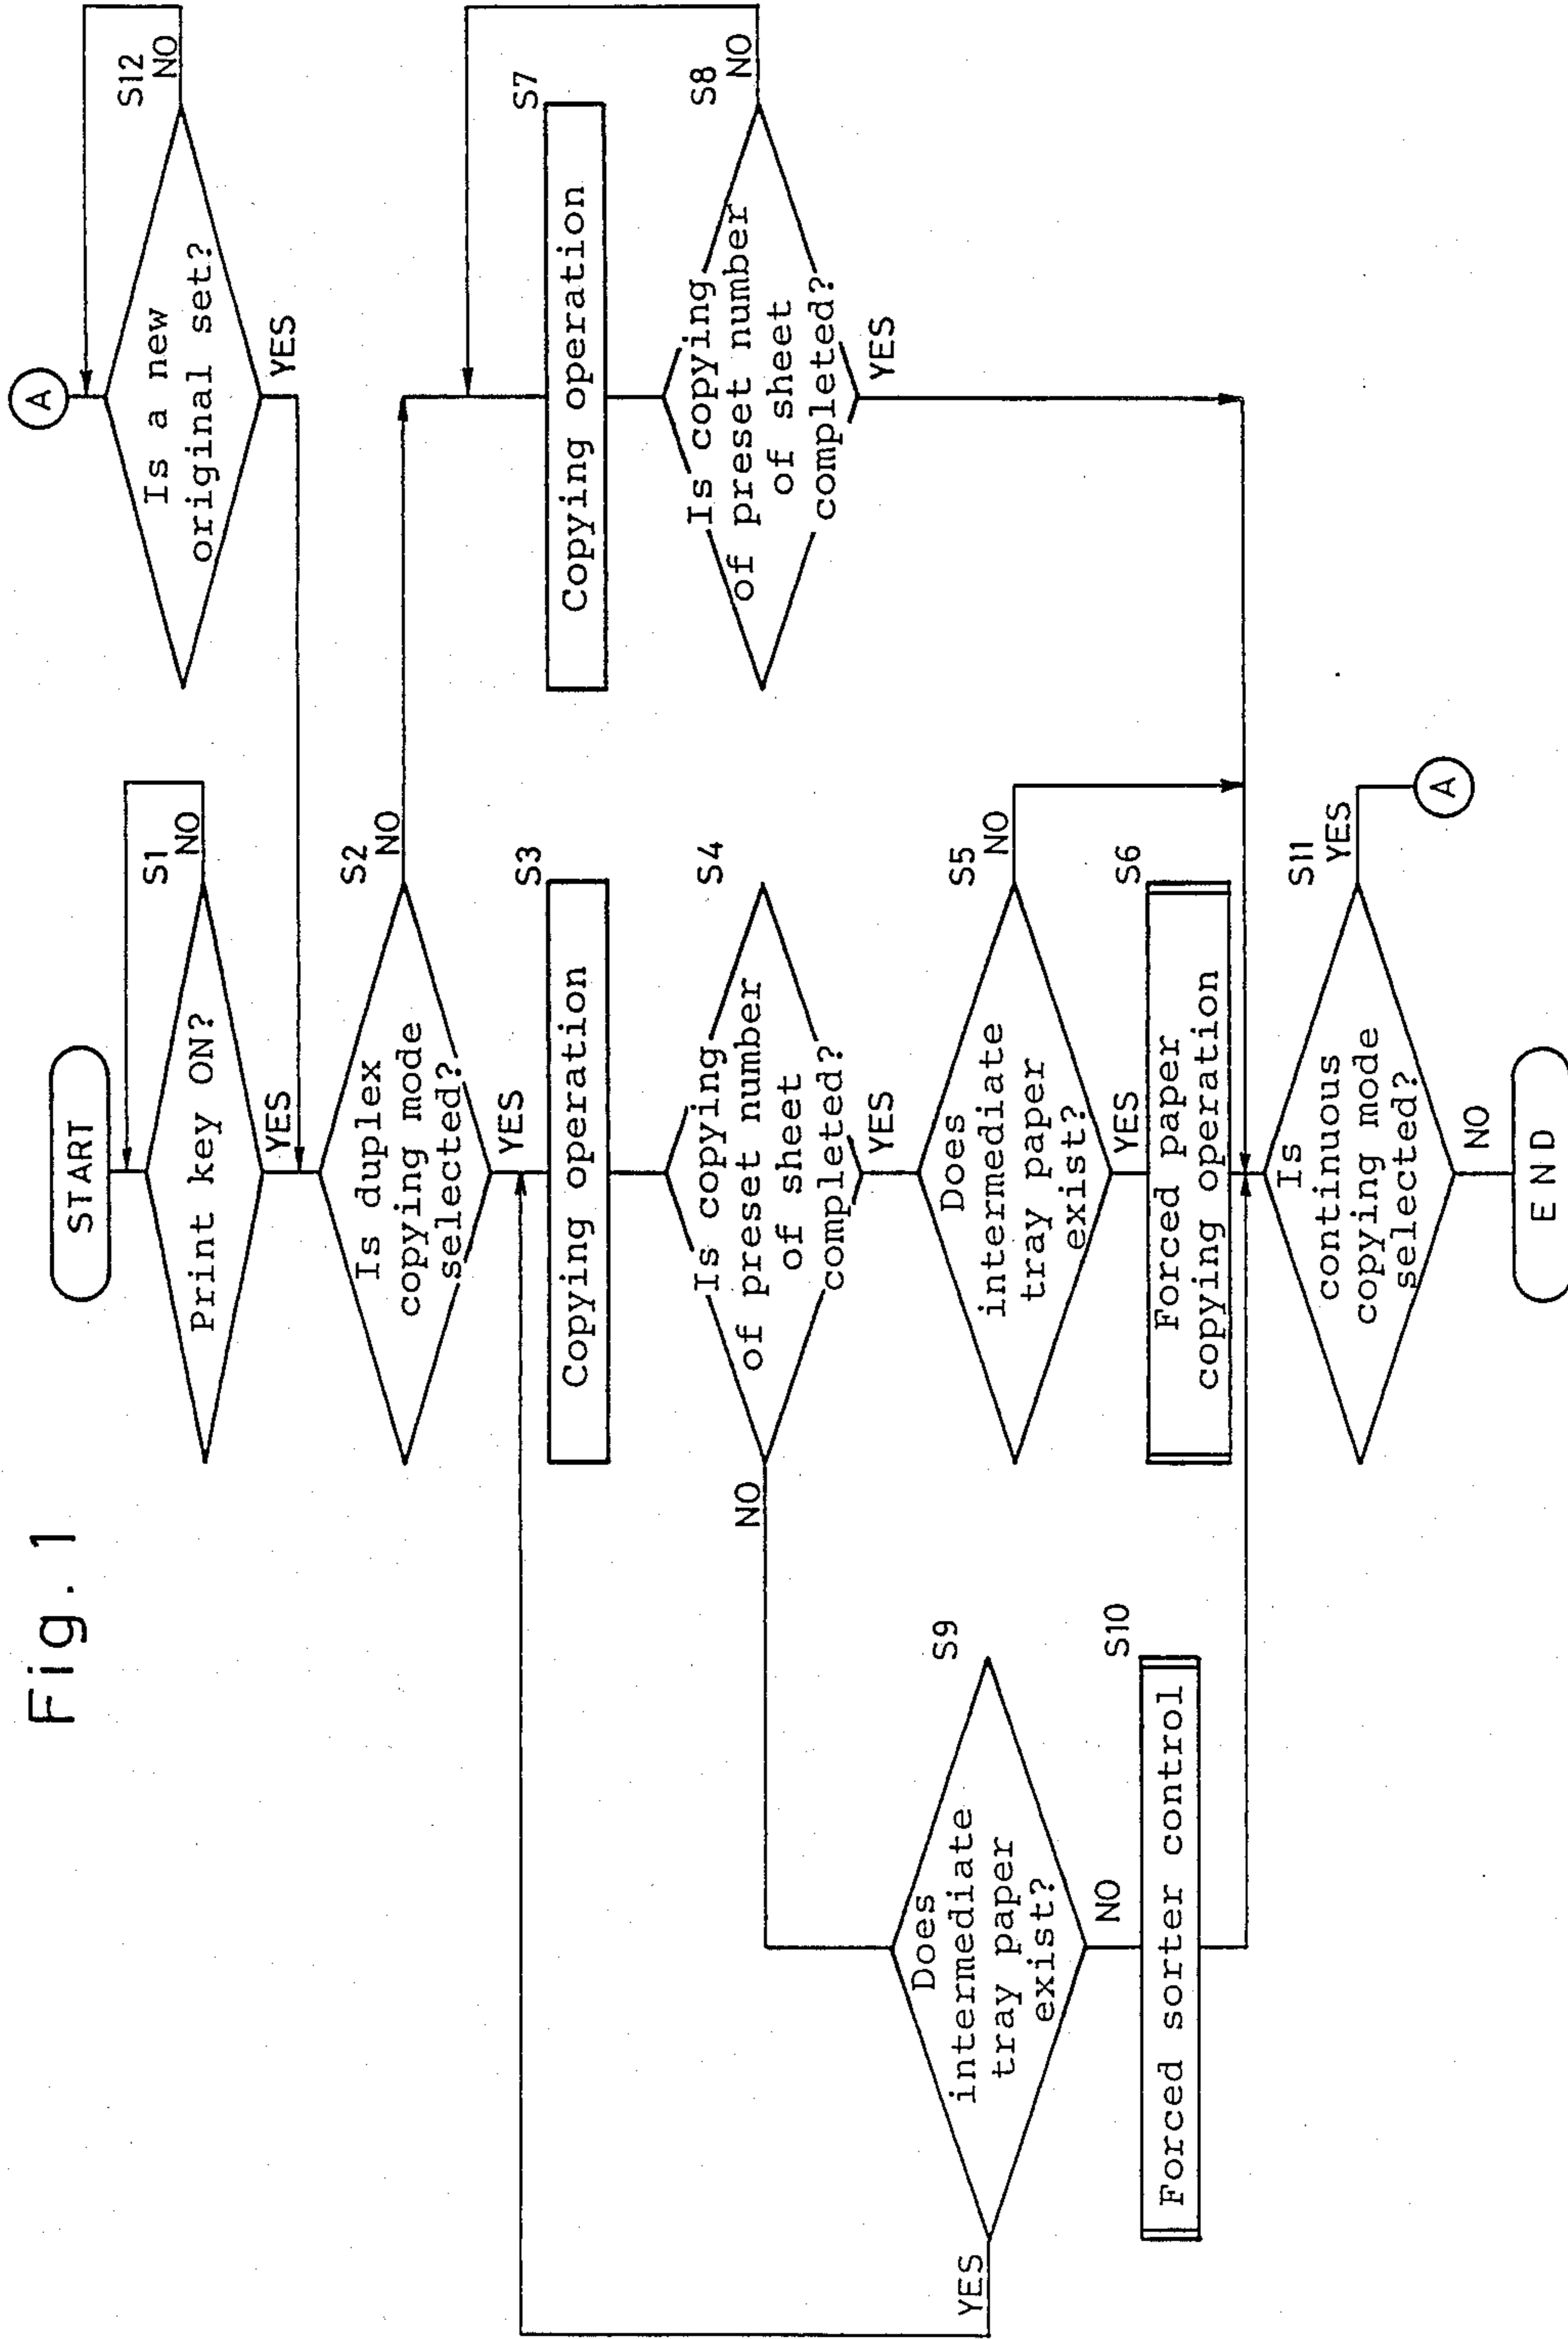 Fig. 1
START
S1
Print key ON?
NO
YES
S2
Is duplex
copying mode
selected?
NO
YES
S3
Copying operation
S4
Is copying
of preset number
of sheet
completed?
NO
YES
S5
Does
intermediate
tray paper
exist?
NO
YES
S6
Forced paper
copying operation
S11
Is
continuous
copying mode
selected?
YES
A
NO
END
S9
Does
intermediate
tray paper
exist?
YES
NO
S10
Forced sorter control
A
S12
Is a new
original set?
NO
YES
S7
Copying operation
S8
Is copying
of preset number
of sheet
completed?
NO
YES